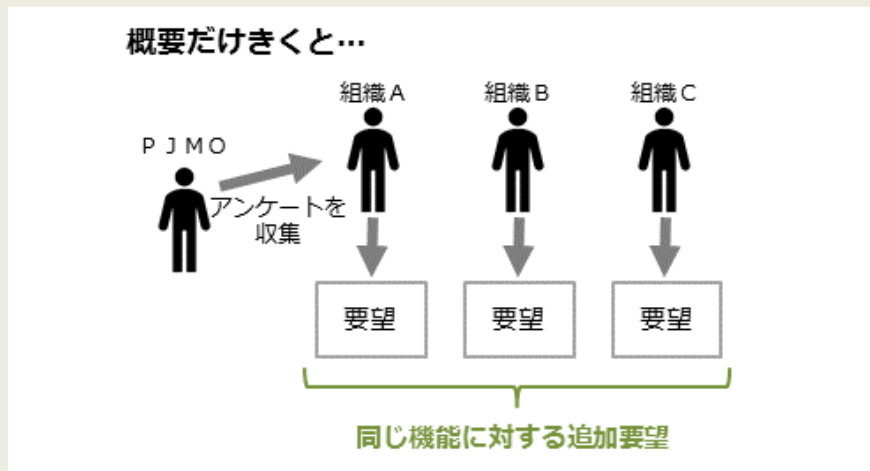 概要だけきくと…
組織A 組織B 組織C
PJMO
アンケートを
収集
要望 要望 要望
同じ機能に対する追加要望